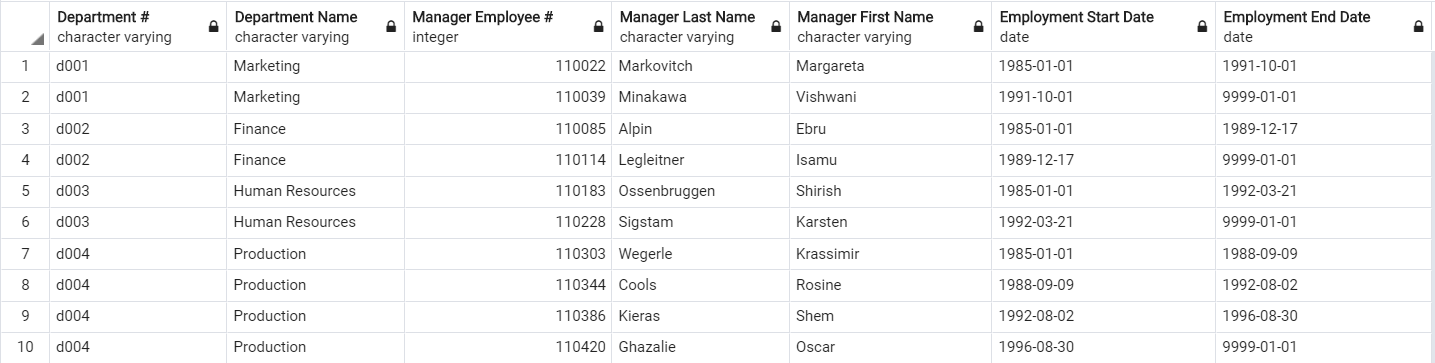 Department # Department Name Manager Employee # Manager Last Name Manager First Name Employment Start Date Employment End Date
character varying character varying integer character varying character varying date date
1 d001 Marketing 110022 Markovitch Margareta 1985-01-01 1991-10-01
2 d001 Marketing 110039 Minakawa Vishwani 1991-10-01 9999-01-01
3 d002 Finance 110085 Alpin Ebru 1985-01-01 1989-12-17
4 d002 Finance 110114 Legleitner Isamu 1989-12-17 9999-01-01
5 d003 Human Resources 110183 Ossenbruggen Shirish 1985-01-01 1992-03-21
6 d003 Human Resources 110228 Sigstam Karsten 1992-03-21 9999-01-01
7 d004 Production 110303 Wegerle Krassimir 1985-01-01 1988-09-09
8 d004 Production 110344 Cools Rosine 1988-09-09 1992-08-02
9 d004 Production 110386 Kieras Shem 1992-08-02 1996-08-30
10 d004 Production 110420 Ghazalie Oscar 1996-08-30 9999-01-01